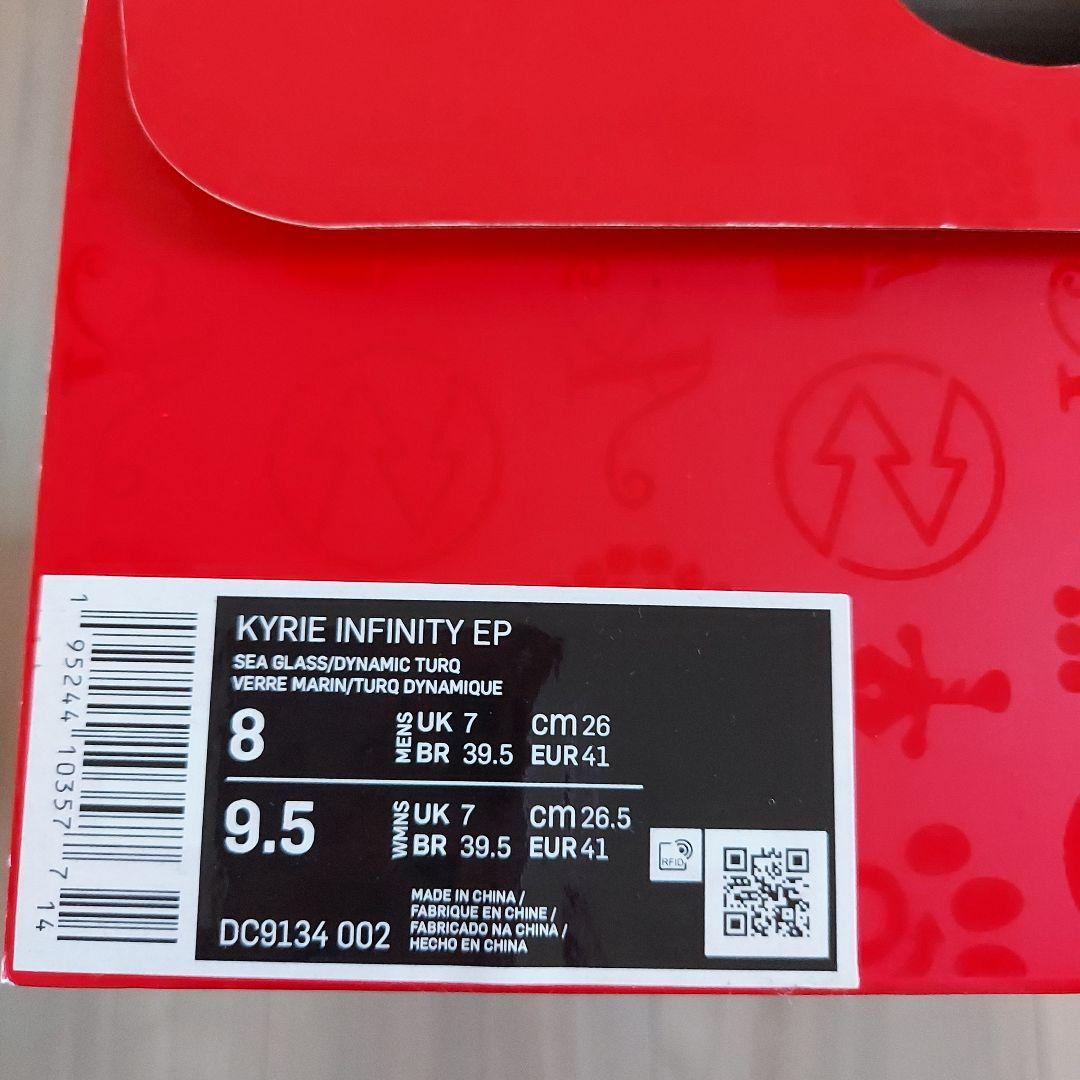 KYRIE INFINITY EP
SEA GLASS/DYNAMIC TURQ
VERRE MARIN/TURQ DYNAMIQUE
8
MENS
UK 7 cm 26
BR 39.5 EUR 41
9.5
WMNS
UK 7 cm 26.5
BR 39.5 EUR 41
RFID
MADE IN CHINA /
FABRIQUE EN CHINE /
FABRICADO NA CHINA /
HECHO EN CHINA
DC9134 002
1 95244 10357 7 14